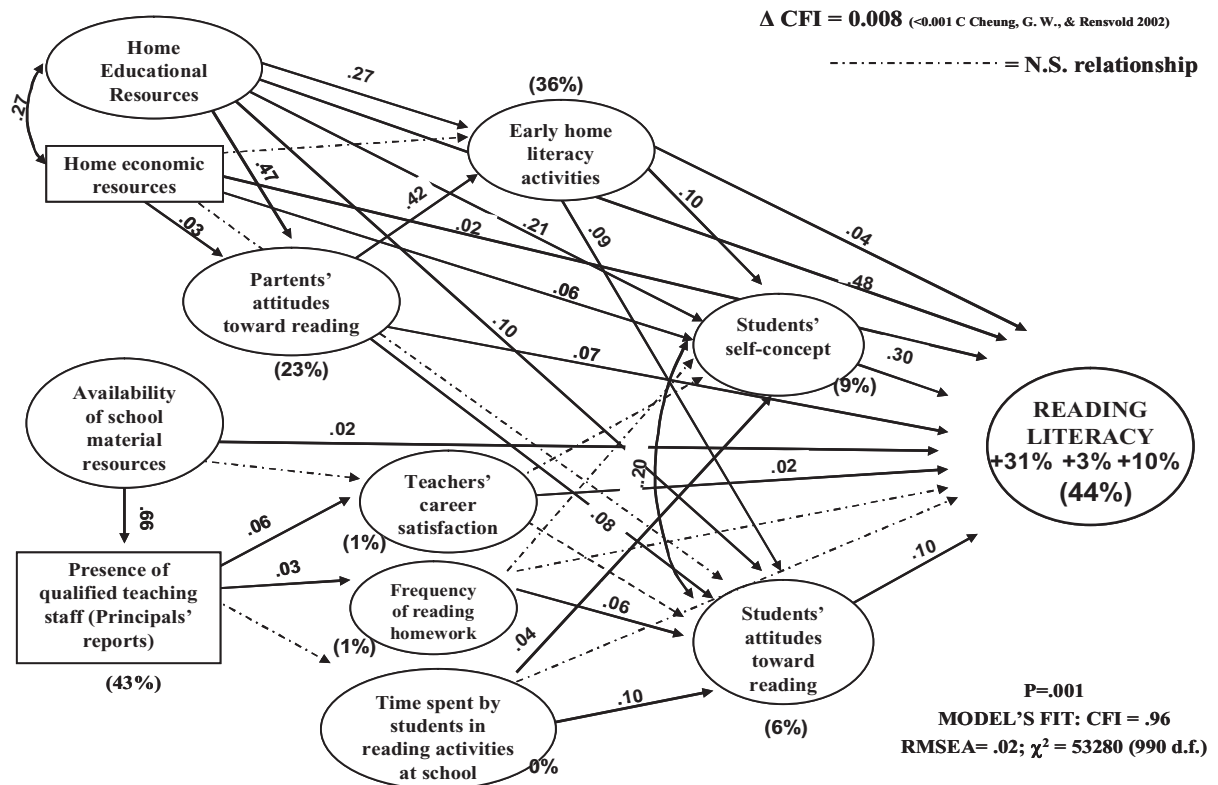 Δ CFI = 0.008 (<0.001 C Cheung, G. W., & Rensvold 2002)
= N.S. relationship
Home
Educational
Resources
.27
.27
(36%)
Early home
literacy
activities
Home economic
resources
.47
.42
.03
.02
.21
.09
.10
.04
.48
.06
Partents'
attitudes
toward reading
(23%)
.10
.07
Students'
self-concept
(9%)
.30
Availability
of school
material
resources
.02
READING
LITERACY
+31% +3% +10%
(44%)
.66
Teachers'
career
satisfaction
(1%)
.20
.02
.06
.08
Presence of
qualified teaching
staff (Principals'
reports)
(43%)
.03
Frequency
of reading
homework
(1%)
.06
.04
.10
Students'
attitudes
toward
reading
(6%)
Time spent by
students in
reading activities
at school
0%
.10
P=.001
MODEL'S FIT: CFI = .96
RMSEA= .02; χ² = 53280 (990 d.f.)